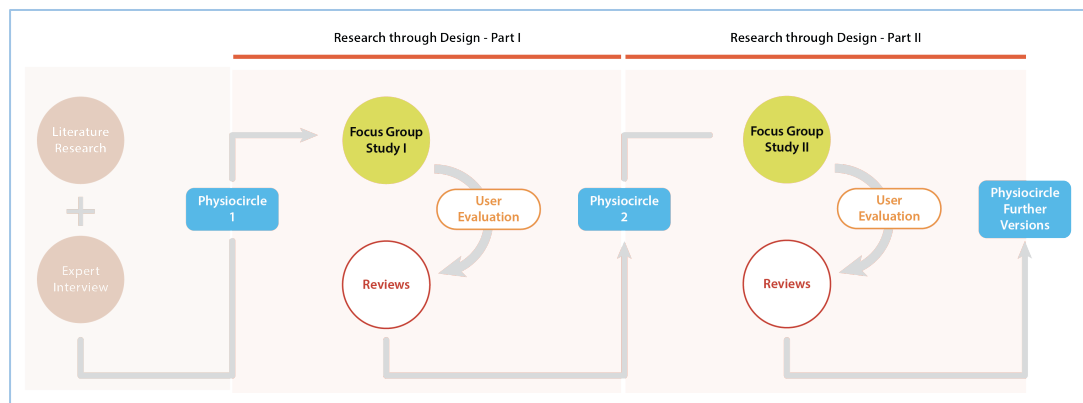 Research through Design - Part I
Research through Design - Part II
Literature
Research
Expert
Interview
Physiocircle
1
Focus Group
Study I
User
Evaluation
Reviews
Physiocircle
2
Focus Group
Study II
User
Evaluation
Reviews
Physiocircle
Further
Versions